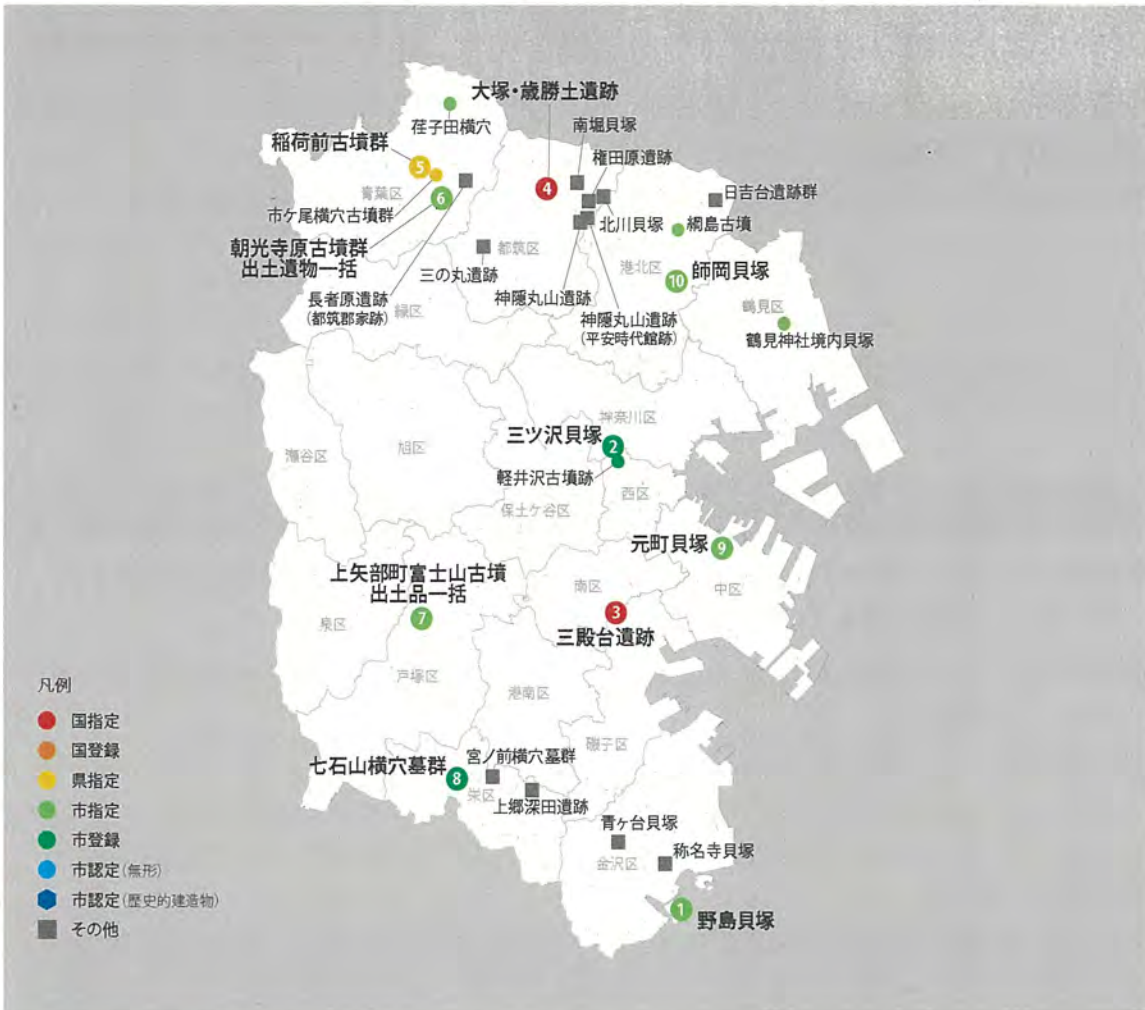 大塚・歳勝土遺跡
荏子田横穴
南堀貝塚
稲荷前古墳群
権田原遺跡
5
4
日吉台遺跡群
青葉区
6
市ケ尾横穴古墳群
北川貝塚
綱島古墳
朝光寺原古墳群
出土遺物一括
都筑区
三の丸遺跡
港北区
師岡貝塚
10
長者原遺跡
(都筑郡家跡)
神隠丸山遺跡
神隠丸山遺跡
(平安時代館跡)
鶴見区
緑区
鶴見神社境内貝塚
神奈川区
三ツ沢貝塚
2
瀬谷区
旭区
軽井沢古墳跡
西区
保土ケ谷区
元町貝塚
9
上矢部町富士山古墳
出土品一括
南区
中区
7
3
泉区
三殿台遺跡
戸塚区
港南区
磯子区
七石山横穴墓群
8
宮ノ前横穴墓群
栄区
上郷深田遺跡
青ヶ台貝塚
称名寺貝塚
金沢区
1
野島貝塚
凡例
国指定
国登録
県指定
市指定
市登録
市認定(無形)
市認定(歴史的建造物)
その他